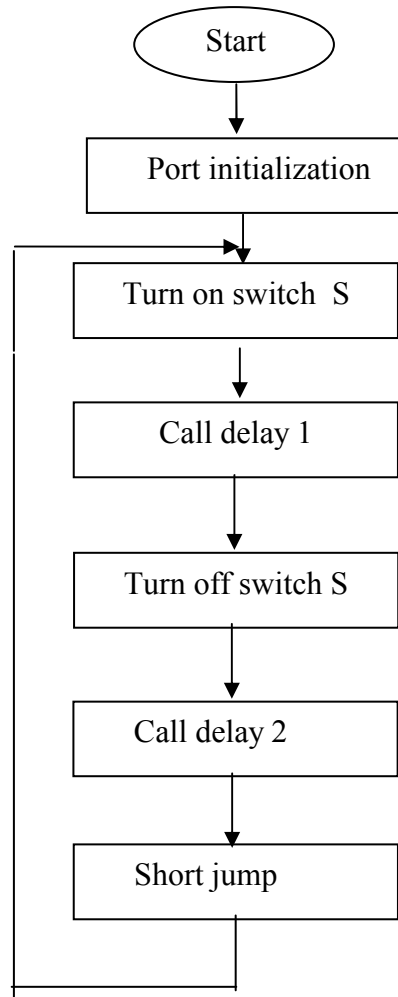 Start
Port initialization
Turn on switch S
Call delay 1
Turn off switch S
Call delay 2
Short jump